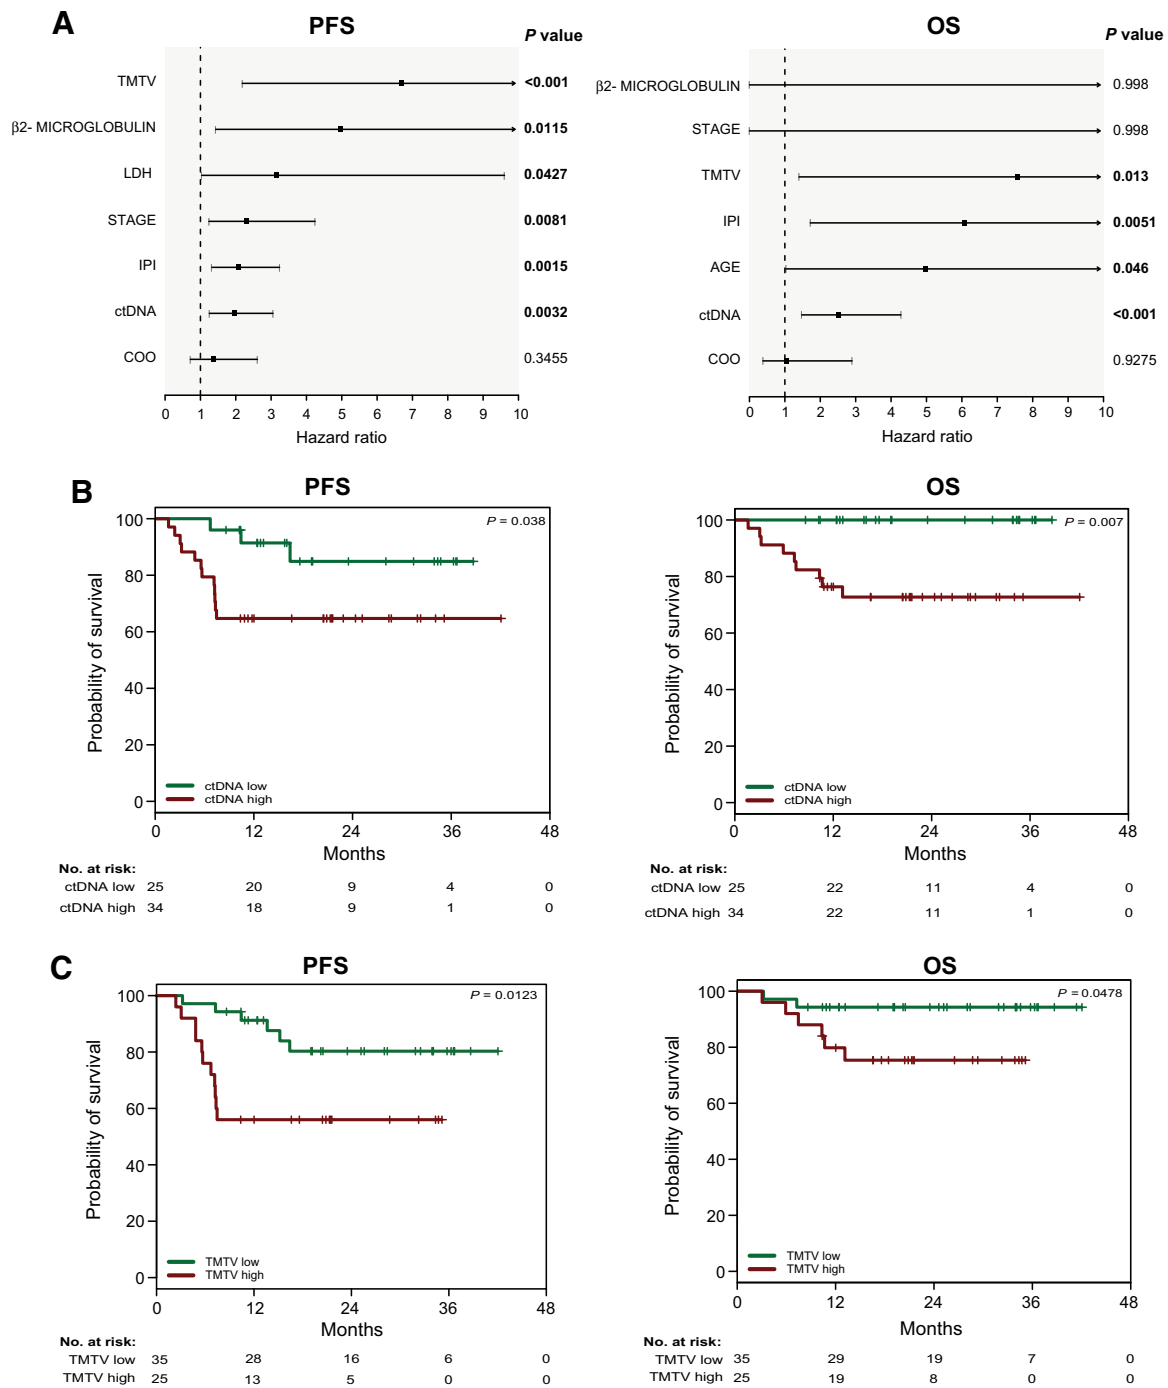 A
PFS
P value
TMTV
<0.001
β2- MICROGLOBULIN
0.0115
LDH
0.0427
STAGE
0.0081
IPI
0.0015
ctDNA
0.0032
COO
0.3455
0 1 2 3 4 5 6 7 8 9 10
Hazard ratio
OS
P value
β2- MICROGLOBULIN
0.998
STAGE
0.998
TMTV
0.013
IPI
0.0051
AGE
0.046
ctDNA
<0.001
COO
0.9275
0 1 2 3 4 5 6 7 8 9 10
Hazard ratio
B
PFS
P = 0.038
Probability of survival
100
80
60
40
20
0
ctDNA low
ctDNA high
0 12 24 36 48
Months
No. at risk:
ctDNA low 25 20 9 4 0
ctDNA high 34 18 9 1 0
OS
P = 0.007
Probability of survival
100
80
60
40
20
0
ctDNA low
ctDNA high
0 12 24 36 48
Months
No. at risk:
ctDNA low 25 22 11 4 0
ctDNA high 34 22 11 1 0
C
PFS
P = 0.0123
Probability of survival
100
80
60
40
20
0
TMTV low
TMTV high
0 12 24 36 48
Months
No. at risk:
TMTV low 35 28 16 6 0
TMTV high 25 13 5 0 0
OS
P = 0.0478
Probability of survival
100
80
60
40
20
0
TMTV low
TMTV high
0 12 24 36 48
Months
No. at risk:
TMTV low 35 29 19 7 0
TMTV high 25 19 8 0 0